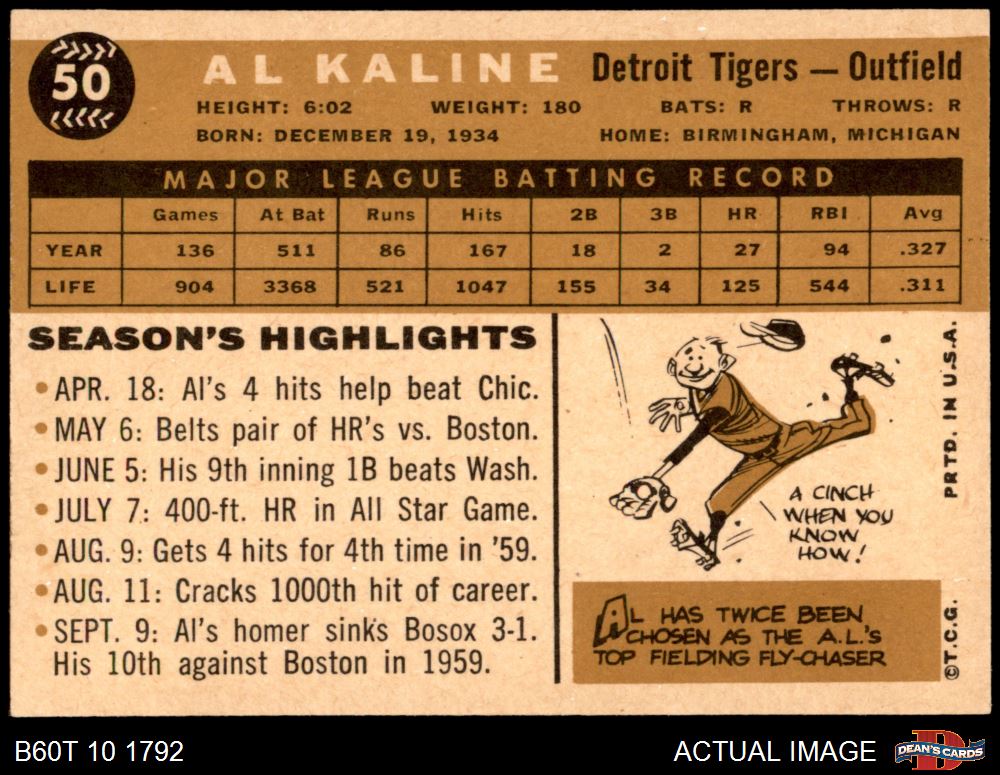 50
AL KALINE Detroit Tigers — Outfield
HEIGHT: 6:02 WEIGHT: 180 BATS: R THROWS: R
BORN: DECEMBER 19, 1934 HOME: BIRMINGHAM, MICHIGAN
MAJOR LEAGUE BATTING RECORD
Games At Bat Runs Hits 2B 3B HR RBI Avg
YEAR 136 511 86 167 18 2 27 94 .327
LIFE 904 3368 521 1047 155 34 125 544 .311
SEASON'S HIGHLIGHTS
• APR. 18: Al's 4 hits help beat Chic.
• MAY 6: Belts pair of HR's vs. Boston.
• JUNE 5: His 9th inning 1B beats Wash.
• JULY 7: 400-ft. HR in All Star Game.
• AUG. 9: Gets 4 hits for 4th time in '59.
• AUG. 11: Cracks 1000th hit of career.
• SEPT. 9: Al's homer sinks Bosox 3-1.
His 10th against Boston in 1959.
A CINCH
WHEN YOU
KNOW
HOW!
AL HAS TWICE BEEN
CHOSEN AS THE A.L.'S
TOP FIELDING FLY-CHASER
PRTD. IN U.S.A.
©T.C.G.
B60T 10 1792
ACTUAL IMAGE
D
DEAN'S CARDS